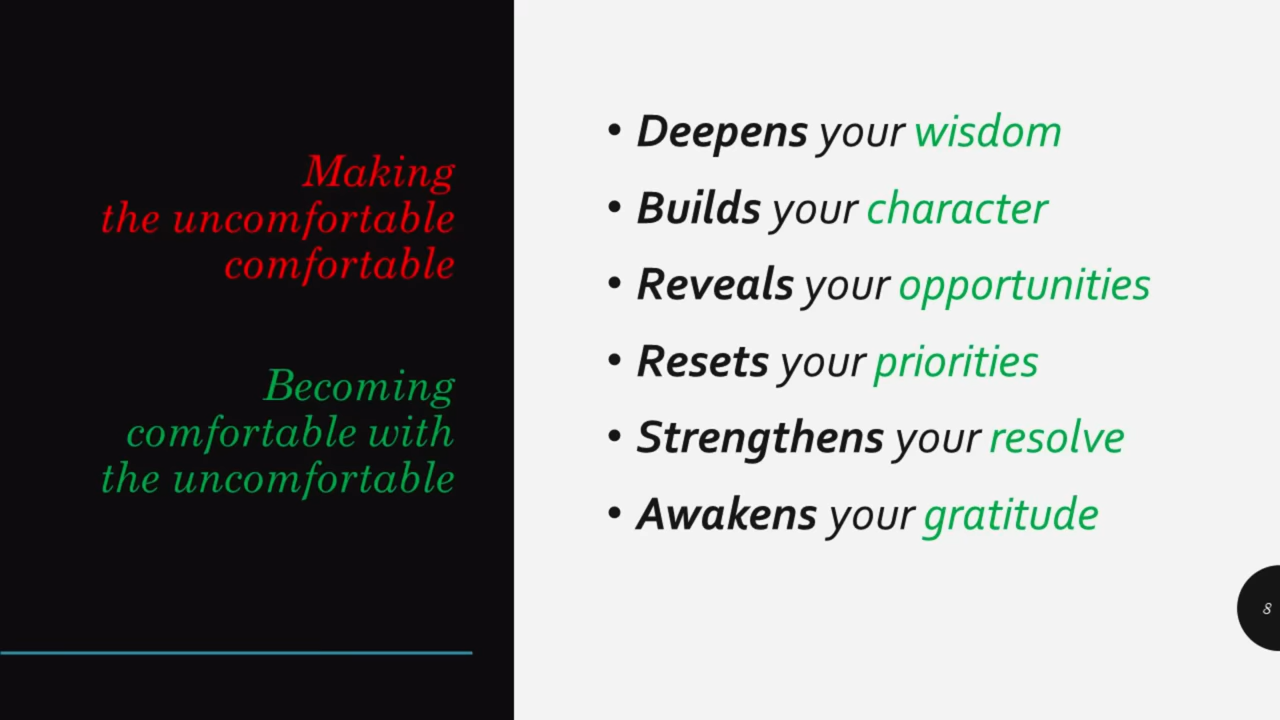 Making
the uncomfortable
comfortable
Becoming
comfortable with
the uncomfortable
• Deepens your wisdom
• Builds your character
• Reveals your opportunities
• Resets your priorities
• Strengthens your resolve
• Awakens your gratitude
8